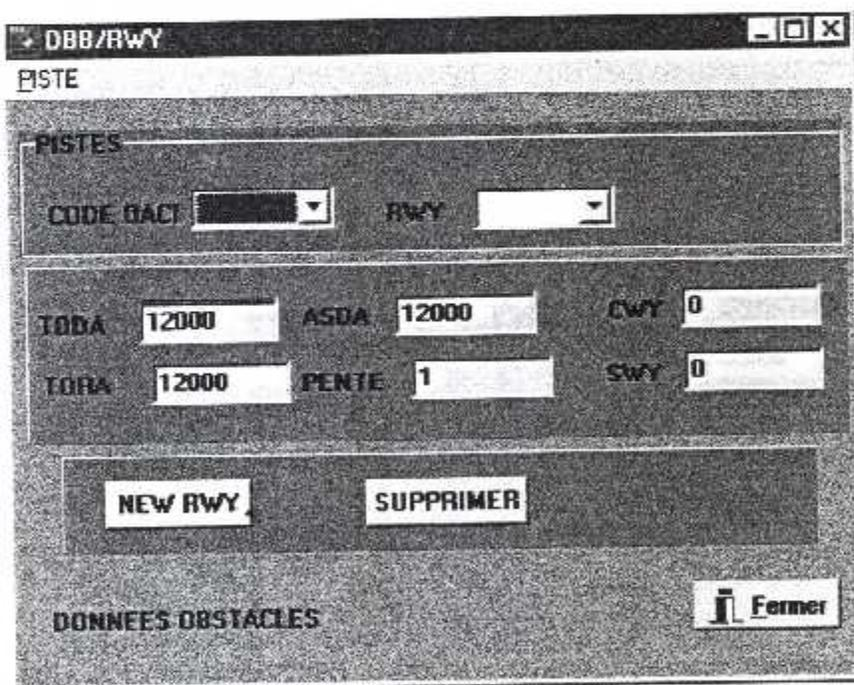 DBB/RWY
PISTE
PISTES
CODE OACI RWY
TODA 12000 ASDA 12000 CWY 0
TORA 12000 PENTE 1 SWY 0
NEW RWY SUPPRIMER
DONNEES OBSTACLES
Fermer